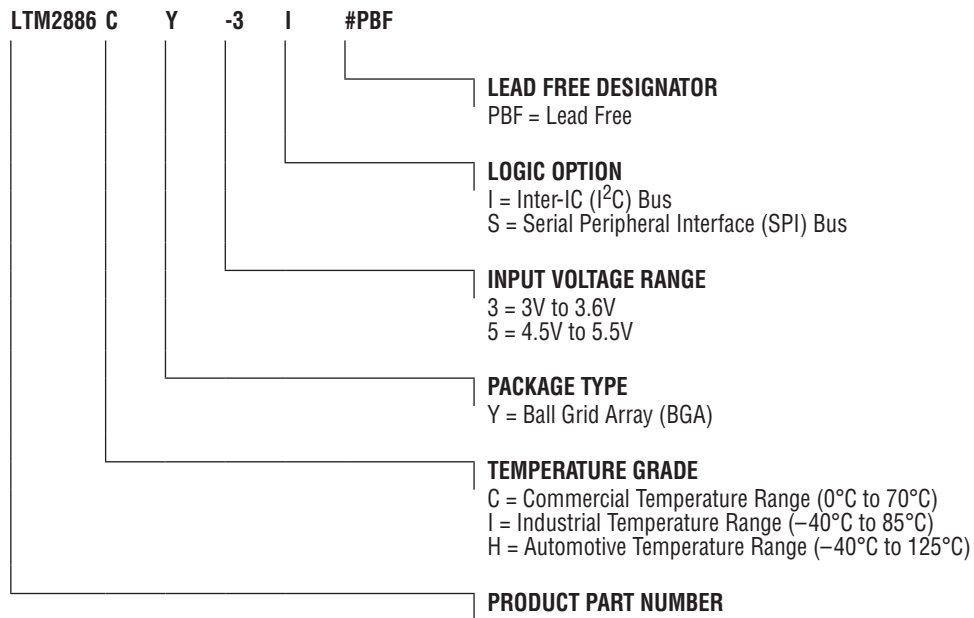 LTM2886 C Y -3 I #PBF
LEAD FREE DESIGNATOR
PBF = Lead Free
LOGIC OPTION
I = Inter-IC (I²C) Bus
S = Serial Peripheral Interface (SPI) Bus
INPUT VOLTAGE RANGE
3 = 3V to 3.6V
5 = 4.5V to 5.5V
PACKAGE TYPE
Y = Ball Grid Array (BGA)
TEMPERATURE GRADE
C = Commercial Temperature Range (0°C to 70°C)
I = Industrial Temperature Range (–40°C to 85°C)
H = Automotive Temperature Range (–40°C to 125°C)
PRODUCT PART NUMBER